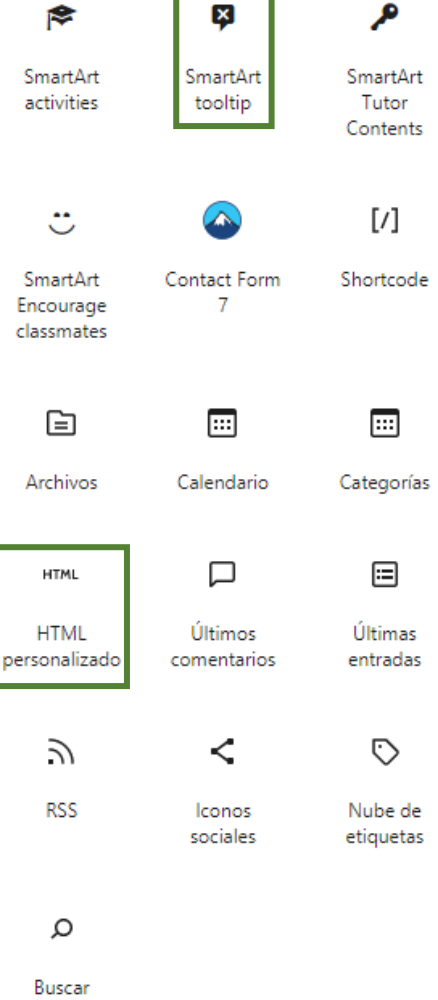 SmartArt
activities
SmartArt
tooltip
SmartArt
Tutor
Contents
SmartArt
Encourage
classmates
Contact Form
7
[/]
Shortcode
Archivos
Calendario
Categorías
HTML
HTML
personalizado
Últimos
comentarios
Últimas
entradas
RSS
Iconos
sociales
Nube de
etiquetas
Buscar